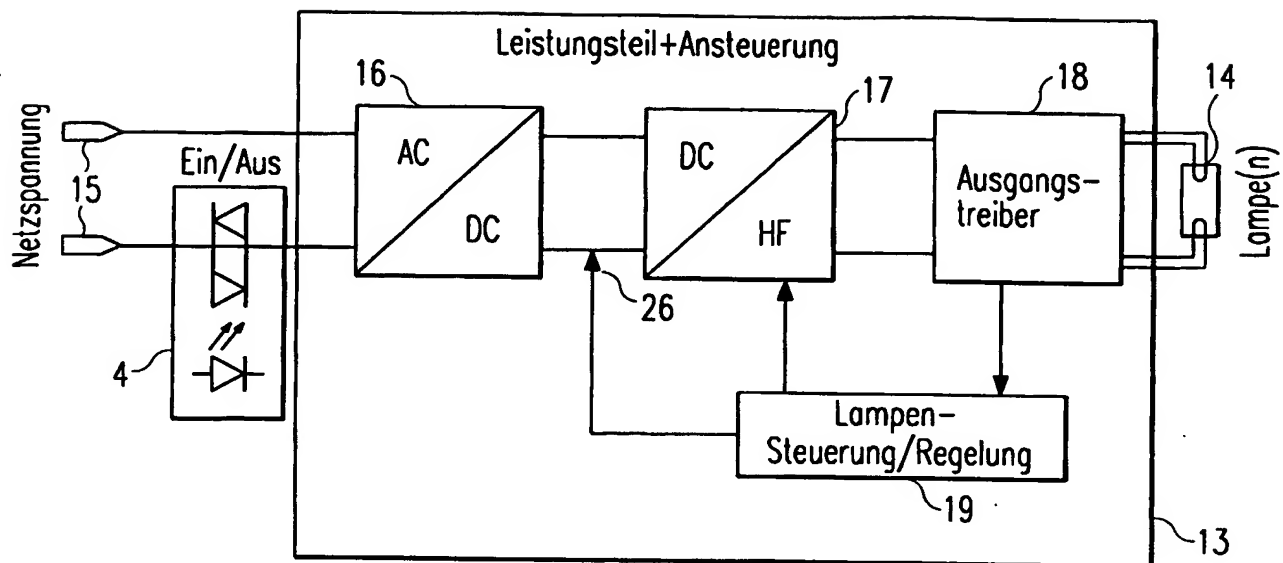 Leistungsteil+Ansteuerung
16
17
18
14
Netzspannung
15
Ein/Aus
AC
DC
DC
HF
Ausgangs-
treiber
Lampe(n)
26
4
Lampen-
Steuerung/Regelung
19
13